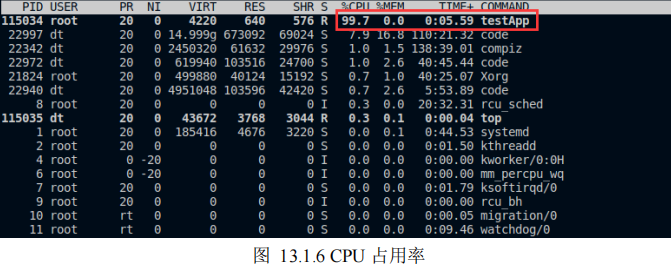 PID USER PR NI VIRT RES SHR S %CPU %MEM TIME+ COMMAND
115034 root 20 0 4220 640 576 R 99.7 0.0 0:05.59 testApp
22997 dt 20 0 14.999g 673092 69024 S 7.9 16.8 110:21.32 code
22342 dt 20 0 2450320 61632 29976 S 1.0 1.5 138:39.01 compiz
22972 dt 20 0 619940 103516 24700 S 1.0 2.6 40:45.44 code
21824 root 20 0 499880 40124 15192 S 0.7 1.0 40:25.07 Xorg
22940 dt 20 0 4951048 103596 42420 S 0.7 2.6 5:53.89 code
8 root 20 0 0 0 0 I 0.3 0.0 20:32.31 rcu_sched
115035 dt 20 0 43672 3768 3044 R 0.3 0.1 0:00.04 top
1 root 20 0 185416 4676 3220 S 0.0 0.1 0:44.53 systemd
2 root 20 0 0 0 0 S 0.0 0.0 0:01.50 kthreadd
4 root 0 -20 0 0 0 I 0.0 0.0 0:00.00 kworker/0:0H
6 root 0 -20 0 0 0 I 0.0 0.0 0:00.00 mm_percpu_wq
7 root 20 0 0 0 0 S 0.0 0.0 0:01.79 ksoftirqd/0
9 root 20 0 0 0 0 I 0.0 0.0 0:00.00 rcu_bh
10 root rt 0 0 0 0 S 0.0 0.0 0:00.05 migration/0
11 root rt 0 0 0 0 S 0.0 0.0 0:09.46 watchdog/0
图 13.1.6 CPU 占用率